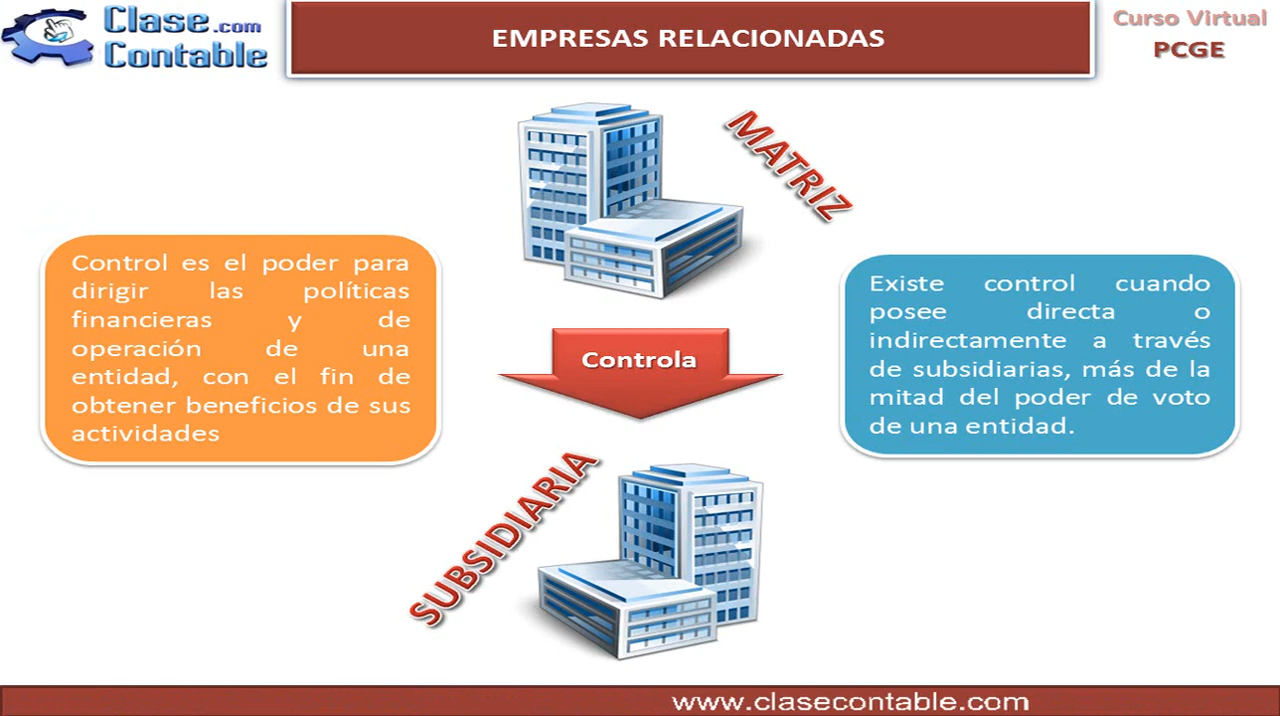 Clase.com
Contable
EMPRESAS RELACIONADAS
Curso Virtual
PCGE
MATRIZ
Control es el poder para
dirigir las políticas
financieras y de
operación de una
entidad, con el fin de
obtener beneficios de sus
actividades
Controla
Existe control cuando
posee directa o
indirectamente a través
de subsidiarias, más de la
mitad del poder de voto
de una entidad.
SUBSIDIARIA
www.clasecontable.com